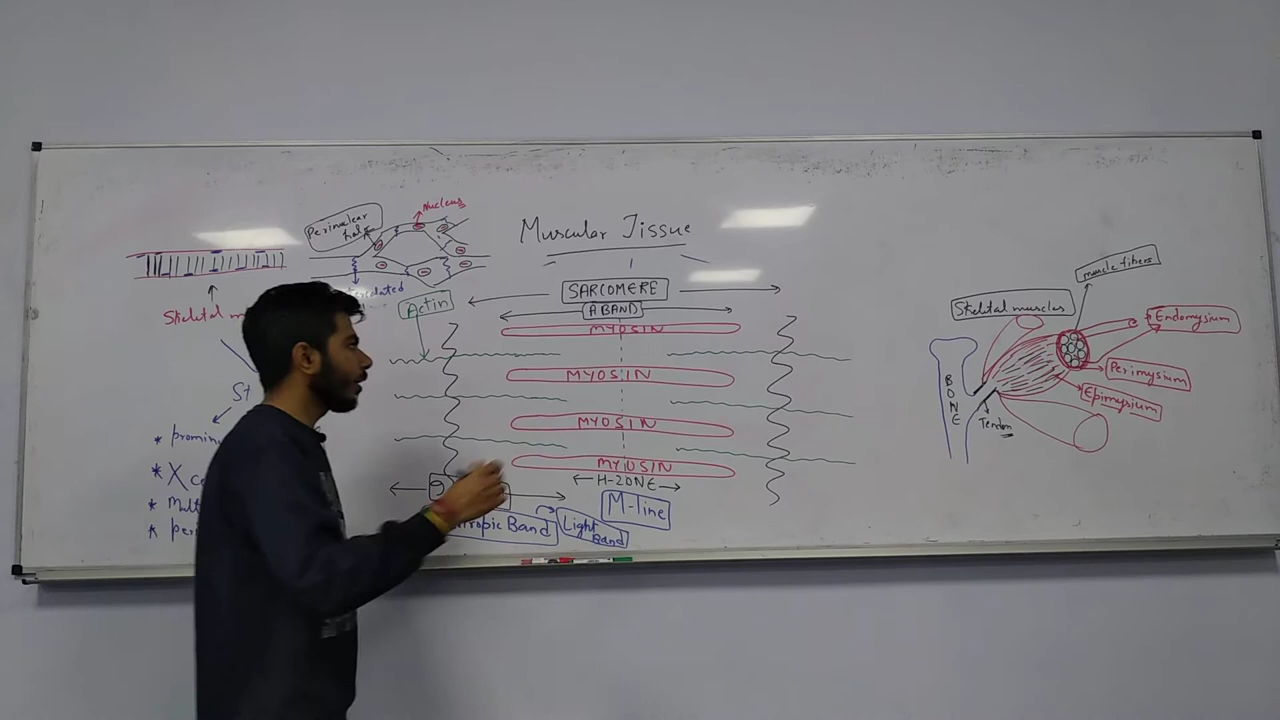 Muscular Tissue
Nucleus
Perinuclear
halo
Actin
SARCOMERE
A BAND
MYOSIN
MYOSIN
MYOSIN
MYOSIN
H-ZONE
M-line
Band
Light
Band
Skeletal
Skeletal muscles
muscle fibers
Endomysium
Perimysium
Epimysium
Tendon
BONE